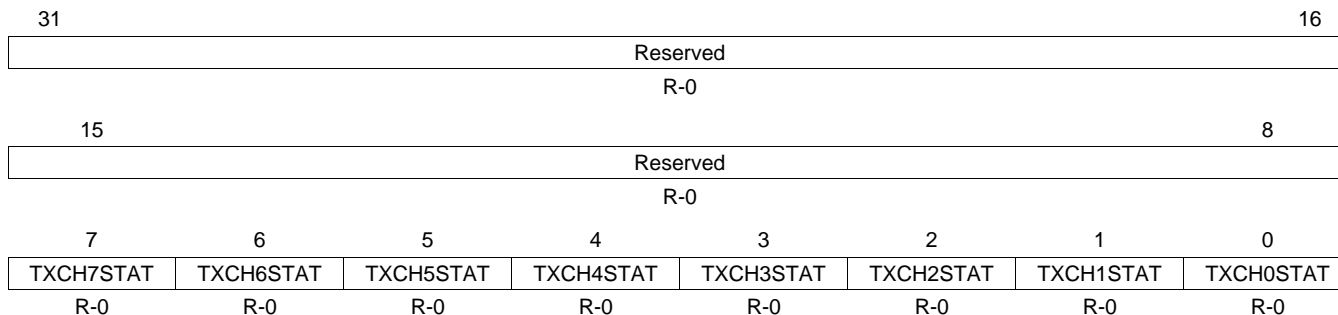 31 16
Reserved
R-0
15 8
Reserved
R-0
7 6 5 4 3 2 1 0
TXCH7STAT TXCH6STAT TXCH5STAT TXCH4STAT TXCH3STAT TXCH2STAT TXCH1STAT TXCH0STAT
R-0 R-0 R-0 R-0 R-0 R-0 R-0 R-0